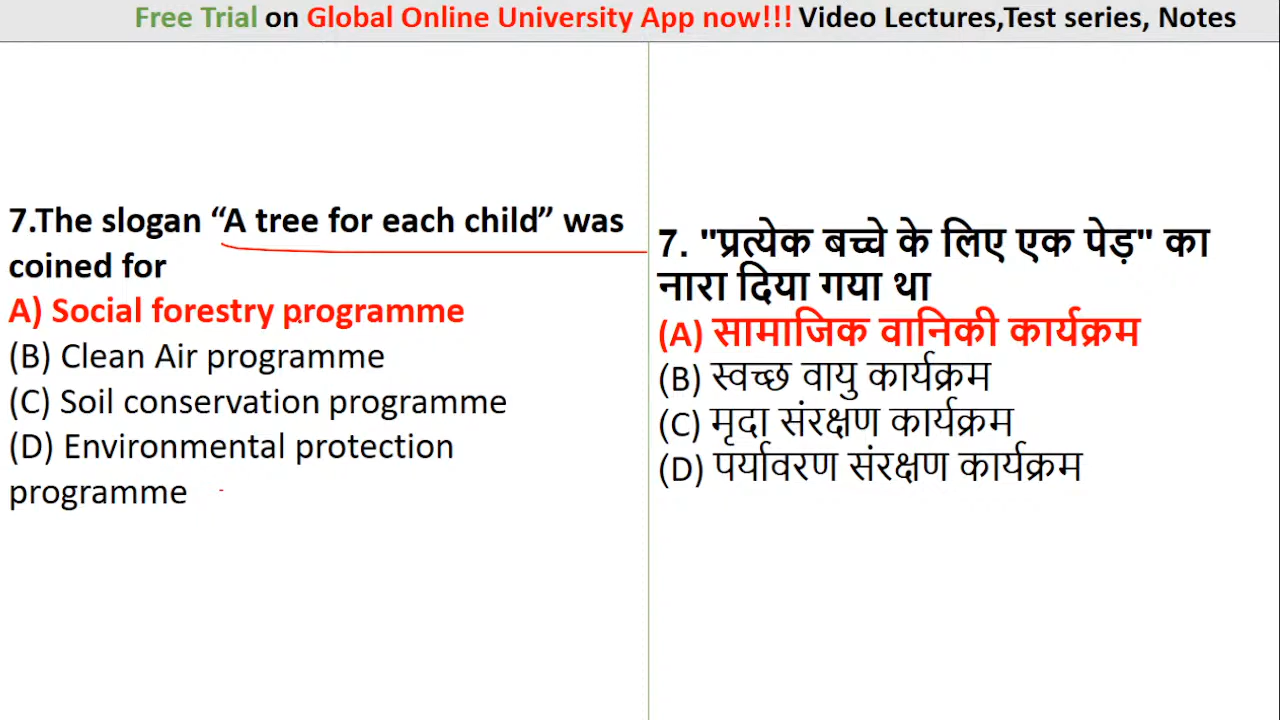 Free Trial on Global Online University App now!!! Video Lectures,Test series, Notes
7.The slogan “A tree for each child” was
coined for
A) Social forestry programme
(B) Clean Air programme
(C) Soil conservation programme
(D) Environmental protection
programme
7. "प्रत्येक बच्चे के लिए एक पेड़" का
नारा दिया गया था
(A) सामाजिक वानिकी कार्यक्रम
(B) स्वच्छ वायु कार्यक्रम
(C) मृदा संरक्षण कार्यक्रम
(D) पर्यावरण संरक्षण कार्यक्रम